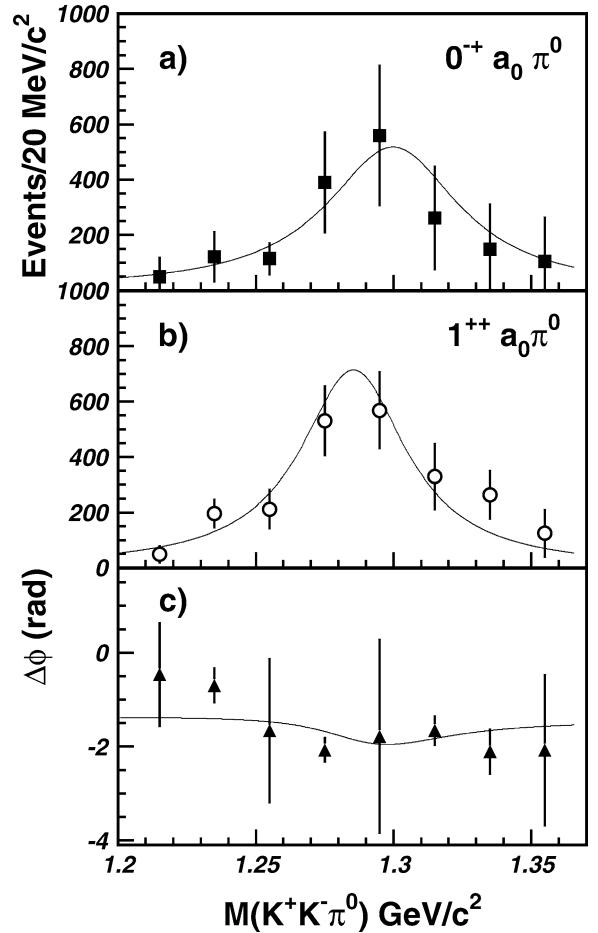 Events/20 MeV/c²
1000
a)
0⁻⁺ a₀ π⁰
800
600
400
200
1000
b)
1⁺⁺ a₀π⁰
800
600
400
200
0
Δϕ (rad)
c)
0
-2
-4
1.2 1.25 1.3 1.35
M(K⁺K⁻π⁰) GeV/c²